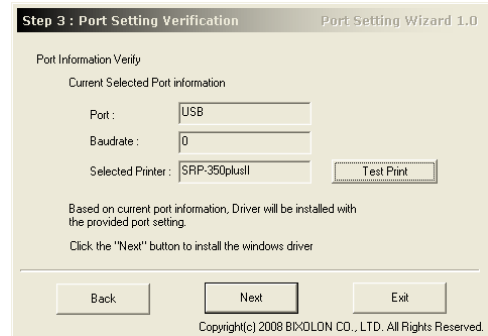 Step 3 : Port Setting Verification Port Setting Wizard 1.0
Port Information Verify
Current Selected Port information
Port : USB
Baudrate : 0
Selected Printer : SRP-350plusII Test Print
Based on current port information, Driver will be installed with
the provided port setting.
Click the "Next" button to install the windows driver
Back Next Exit
Copyright(c) 2008 BIXOLON CO., LTD. All Rights Reserved.